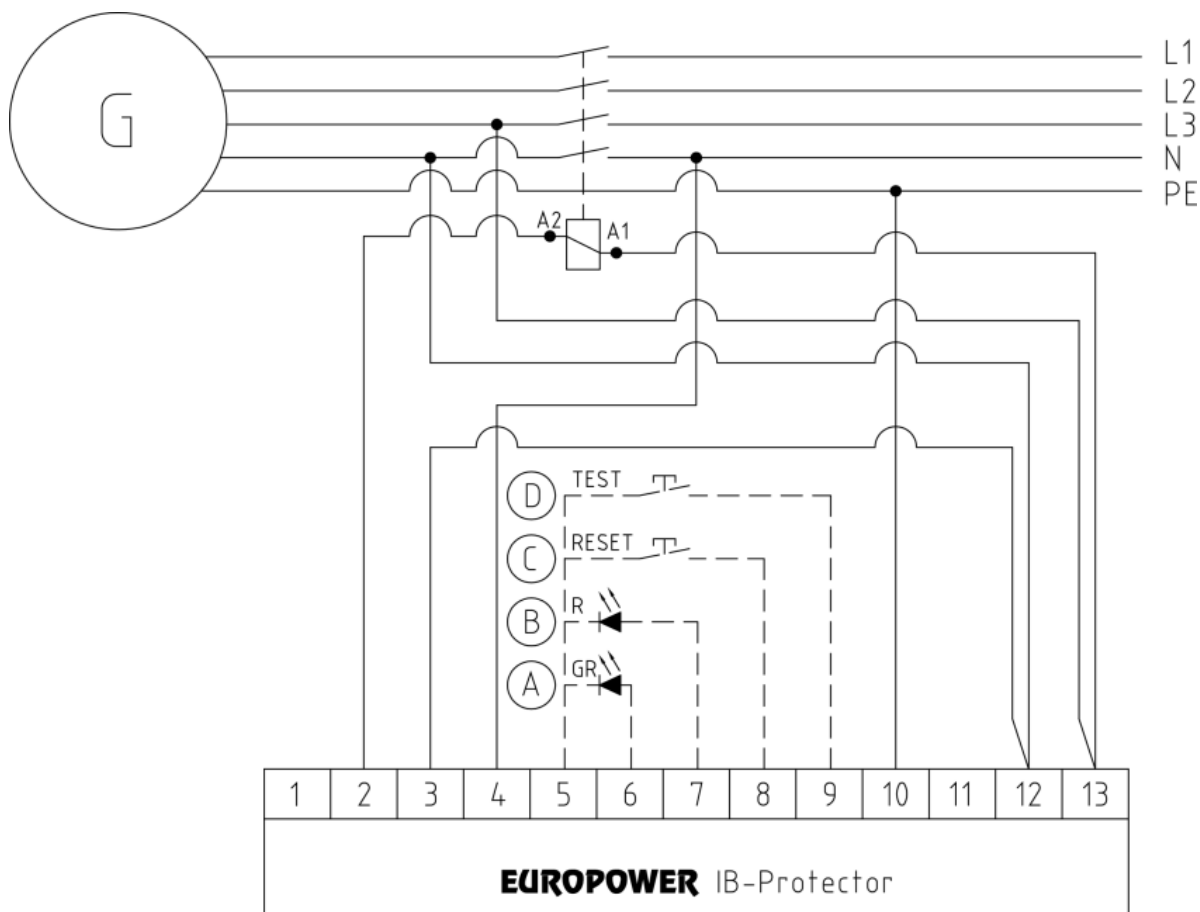 G
L1
L2
L3
N
PE
A2 A1
D TEST
C RESET
B R
A GR
1 2 3 4 5 6 7 8 9 10 11 12 13
EUROPOWER IB-Protector